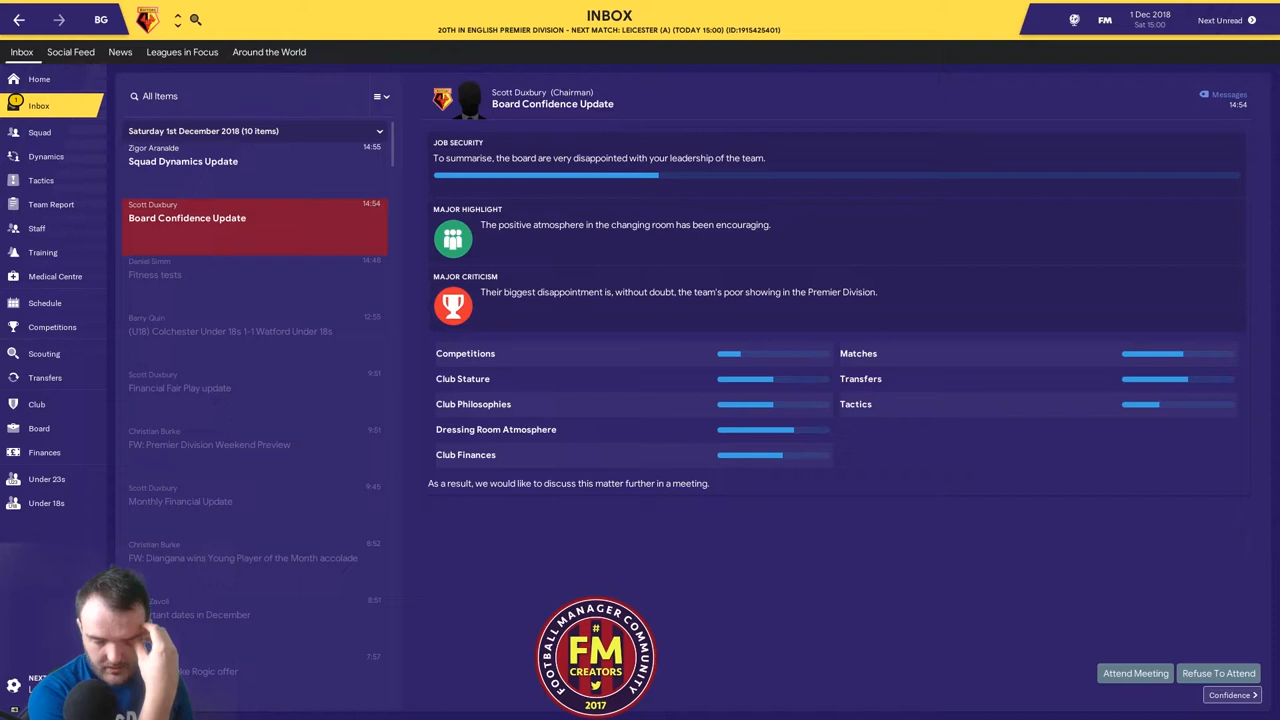 BG
INBOX
20TH IN ENGLISH PREMIER DIVISION - NEXT MATCH: LEICESTER (A) (TODAY 15:00) (ID:1915425401)
FM
1 Dec 2018
Sat 15:00
Next Unread
Inbox
Social Feed
News
Leagues in Focus
Around the World
Home
1
Inbox
Squad
Dynamics
Tactics
Team Report
Staff
Training
Medical Centre
Schedule
Competitions
Scouting
Transfers
Club
Board
Finances
Under 23s
Under 18s
NEXT
All Items
Saturday 1st December 2018 (10 items)
Zigor Aranalde
14:55
Squad Dynamics Update
Scott Duxbury
14:54
Board Confidence Update
Daniel Simm
14:48
Fitness tests
Barry Quin
12:55
(U18) Colchester Under 18s 1-1 Watford Under 18s
Scott Duxbury
9:51
Financial Fair Play update
Christian Burke
9:51
FW: Premier Division Weekend Preview
Scott Duxbury
9:45
Monthly Financial Update
Christian Burke
8:52
FW: Diangana wins Young Player of the Month accolade
Zavoli
8:51
rtant dates in December
7:57
ke Rogic offer
Scott Duxbury (Chairman)
Board Confidence Update
Messages
14:54
JOB SECURITY
To summarise, the board are very disappointed with your leadership of the team.
MAJOR HIGHLIGHT
The positive atmosphere in the changing room has been encouraging.
MAJOR CRITICISM
Their biggest disappointment is, without doubt, the team's poor showing in the Premier Division.
Competitions
Matches
Club Stature
Transfers
Club Philosophies
Tactics
Dressing Room Atmosphere
Club Finances
As a result, we would like to discuss this matter further in a meeting.
Attend Meeting
Refuse To Attend
Confidence
FOOTBALL MANAGER COMMUNITY
#
FM
CREATORS
2017